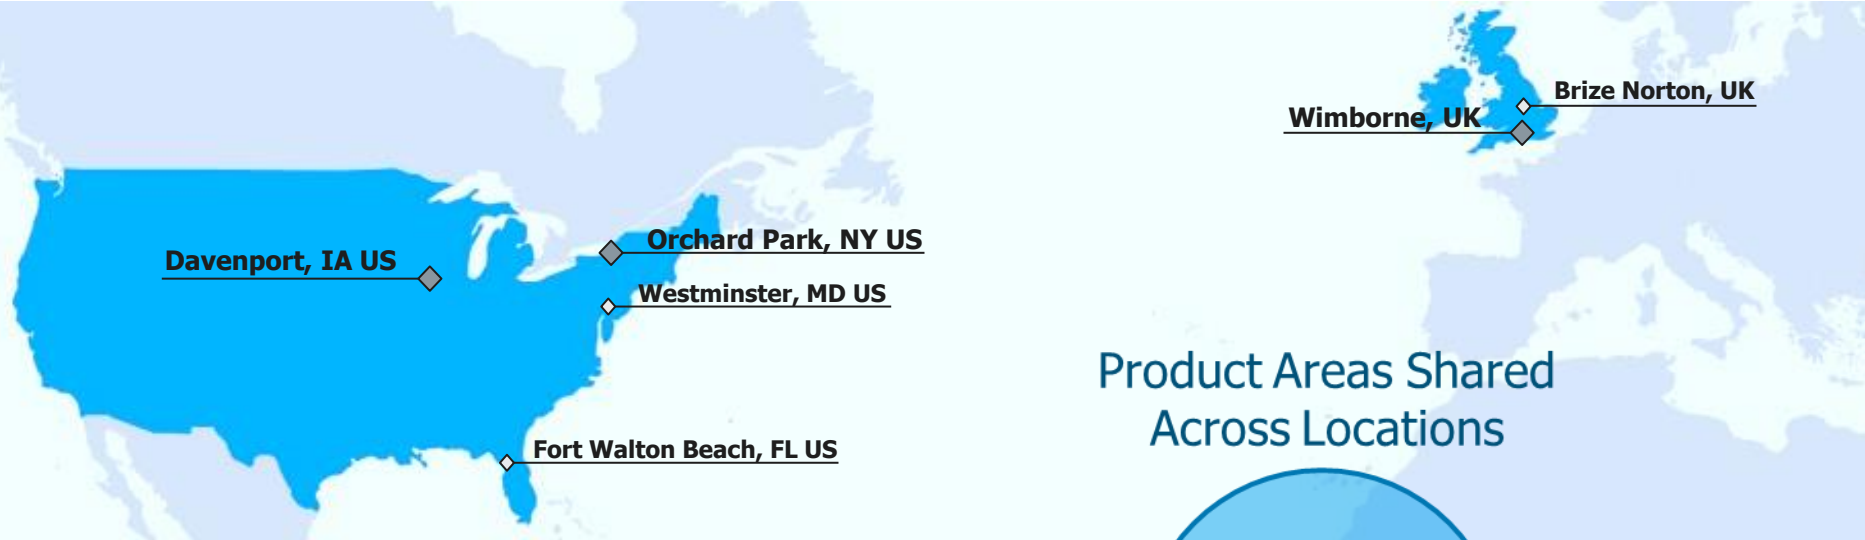 Brize Norton, UK
Wimborne, UK
Orchard Park, NY US
Davenport, IA US
Westminster, MD US
Product Areas Shared
Across Locations
Fort Walton Beach, FL US